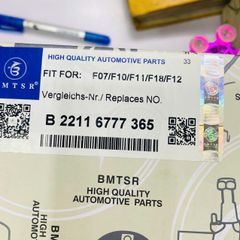 HIGH QUALITY AUTOMOTIVE PARTS 33
BMTSR® FIT FOR: F07/F10/F11/F18/F12
Vergleichs-Nr./ Replaces NO.
B 2211 6777 365
BMTSR®
HIGH QUALITY
AUTOMOTIVE PARTS